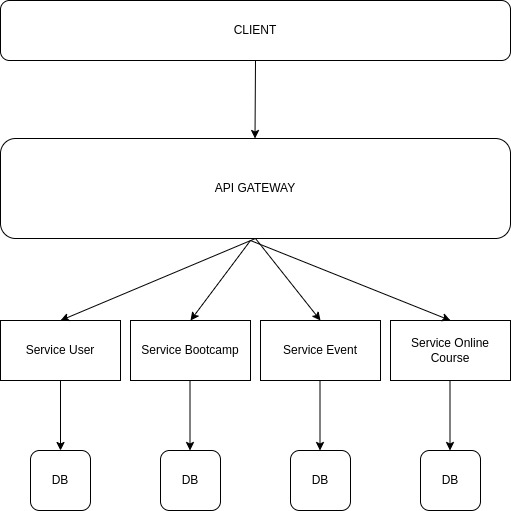 CLIENT
API GATEWAY
Service User
Service Bootcamp
Service Event
Service Online
Course
DB
DB
DB
DB